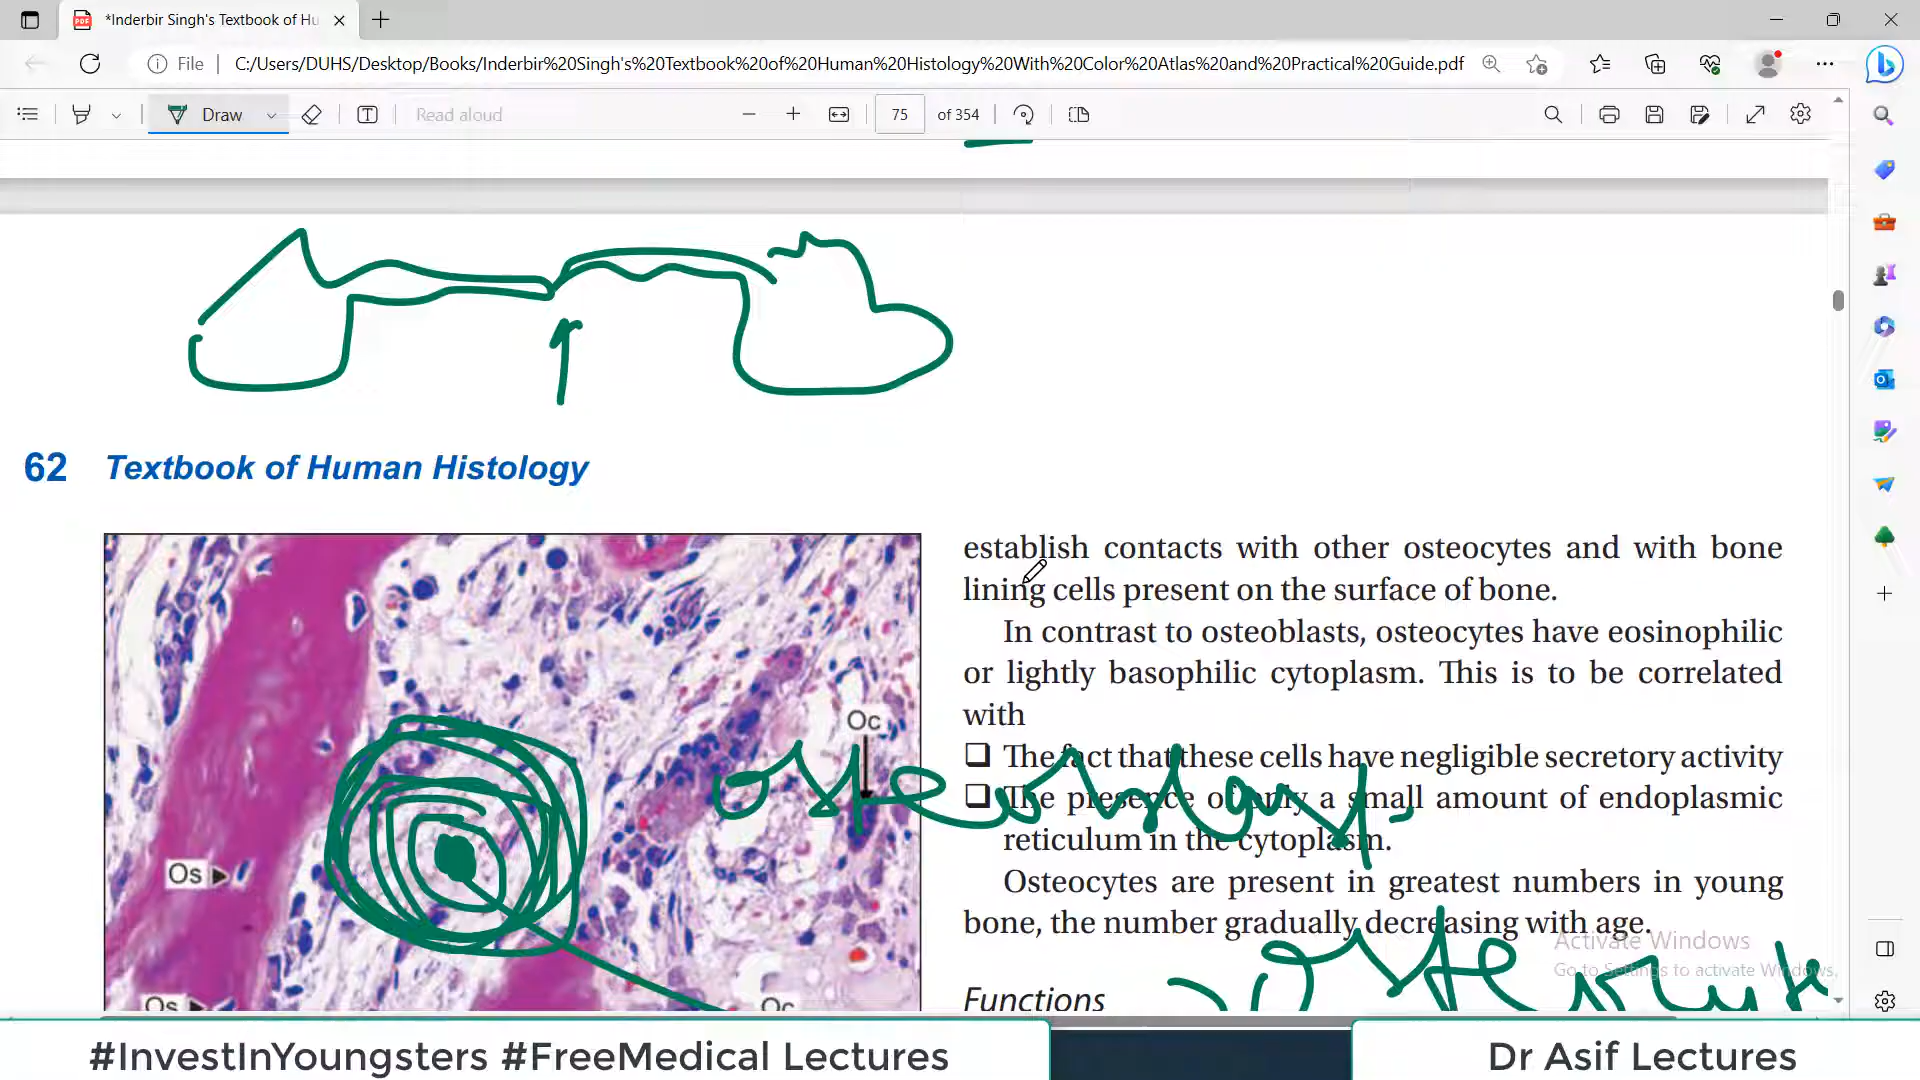 *Inderbir Singh's Textbook of Hu
File
C:/Users/DUHS/Desktop/Books/Inderbir%20Singh's%20Textbook%20of%20Human%20Histology%20With%20Color%20Atlas%20and%20Practical%20Guide.pdf
Draw
Read aloud
75 of 354
62 Textbook of Human Histology
establish contacts with other osteocytes and with bone
lining cells present on the surface of bone.
In contrast to osteoblasts, osteocytes have eosinophilic
or lightly basophilic cytoplasm. This is to be correlated
with
❑ The fact that these cells have negligible secretory activity
❑ The presence of only a small amount of endoplasmic
reticulum in the cytoplasm.
Osteocytes are present in greatest numbers in young
bone, the number gradually decreasing with age.
Functions
Oc
osteoblast
Os
Os
Oc
Activate Windows
Go to Settings to activate Windows.
#InvestInYoungsters #FreeMedical Lectures
Dr Asif Lectures